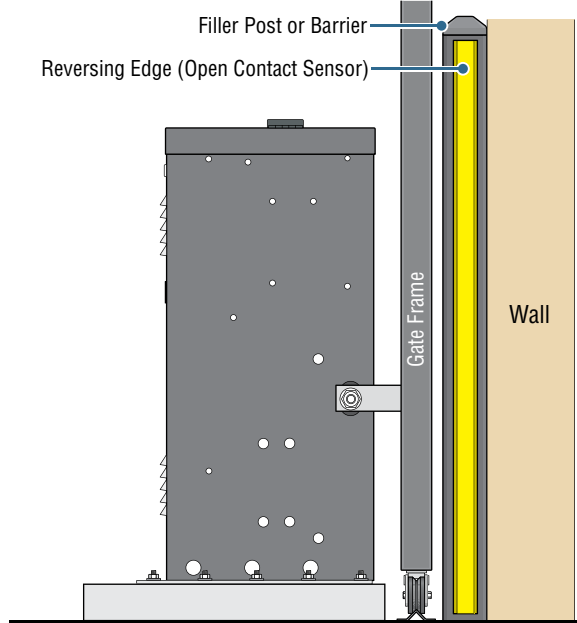 Filler Post or Barrier
Reversing Edge (Open Contact Sensor)
Gate Frame
Wall